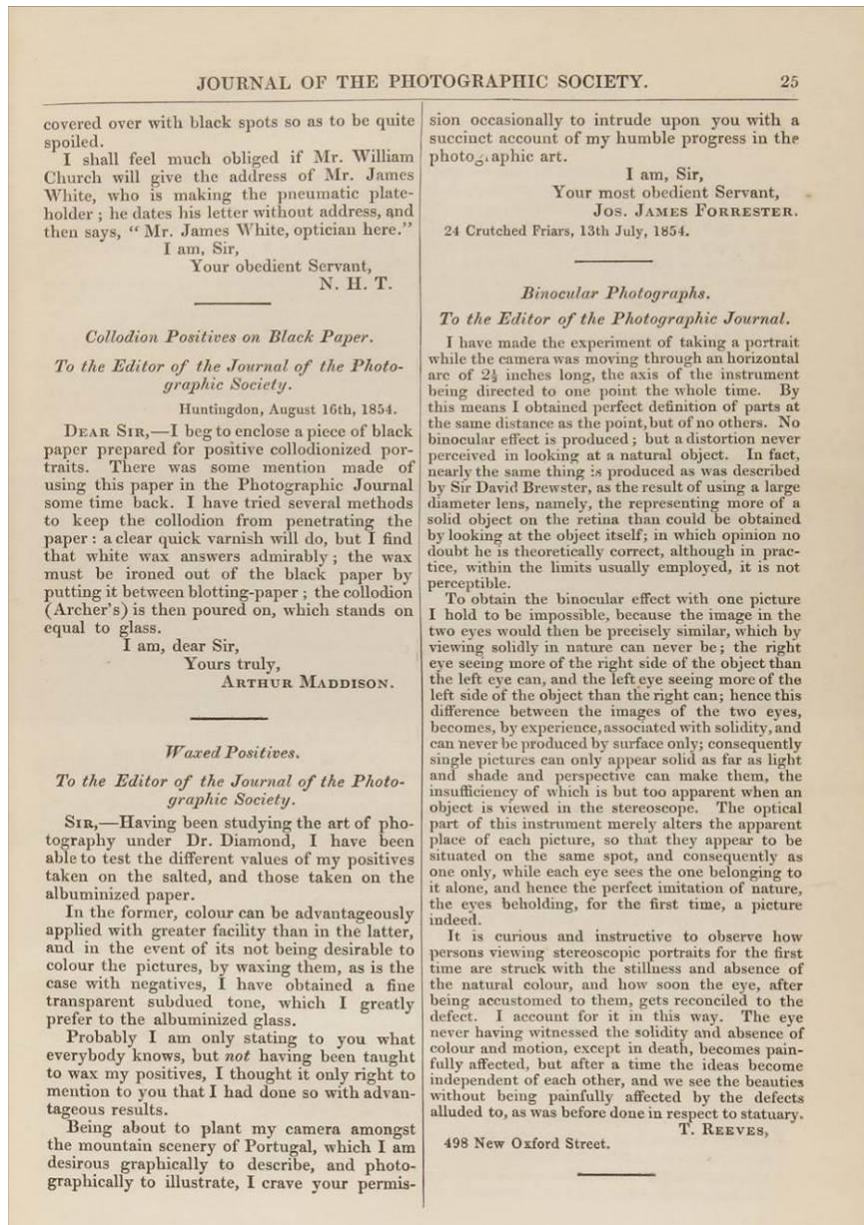 JOURNAL OF THE PHOTOGRAPHIC SOCIETY. 25
covered over with black spots so as to be quite
spoiled.
I shall feel much obliged if Mr. William
Church will give the address of Mr. James
White, who is making the pneumatic plate-
holder ; he dates his letter without address, and
then says, “ Mr. James White, optician here.”
I am, Sir,
Your obedient Servant,
N. H. T.
Collodion Positives on Black Paper.
To the Editor of the Journal of the Photo-
graphic Society.
Huntingdon, August 16th, 1854.
DEAR SIR,—I beg to enclose a piece of black
paper prepared for positive collodionized por-
traits. There was some mention made of
using this paper in the Photographic Journal
some time back. I have tried several methods
to keep the collodion from penetrating the
paper : a clear quick varnish will do, but I find
that white wax answers admirably ; the wax
must be ironed out of the black paper by
putting it between blotting-paper ; the collodion
(Archer's) is then poured on, which stands on
equal to glass.
I am, dear Sir,
Yours truly,
ARTHUR MADDISON.
Waxed Positives.
To the Editor of the Journal of the Photo-
graphic Society.
SIR,—Having been studying the art of pho-
tography under Dr. Diamond, I have been
able to test the different values of my positives
taken on the salted, and those taken on the
albuminized paper.
In the former, colour can be advantageously
applied with greater facility than in the latter,
and in the event of its not being desirable to
colour the pictures, by waxing them, as is the
case with negatives, I have obtained a fine
transparent subdued tone, which I greatly
prefer to the albuminized glass.
Probably I am only stating to you what
everybody knows, but not having been taught
to wax my positives, I thought it only right to
mention to you that I had done so with advan-
tageous results.
Being about to plant my camera amongst
the mountain scenery of Portugal, which I am
desirous graphically to describe, and photo-
graphically to illustrate, I crave your permis-
sion occasionally to intrude upon you with a
succinct account of my humble progress in the
photographic art.
I am, Sir,
Your most obedient Servant,
JOS. JAMES FORRESTER.
24 Crutched Friars, 13th July, 1854.
Binocular Photographs.
To the Editor of the Photographic Journal.
I have made the experiment of taking a portrait
while the camera was moving through an horizontal
arc of 2½ inches long, the axis of the instrument
being directed to one point the whole time. By
this means I obtained perfect definition of parts at
the same distance as the point, but of no others. No
binocular effect is produced ; but a distortion never
perceived in looking at a natural object. In fact,
nearly the same thing is produced as was described
by Sir David Brewster, as the result of using a large
diameter lens, namely, the representing more of a
solid object on the retina than could be obtained
by looking at the object itself; in which opinion no
doubt he is theoretically correct, although in prac-
tice, within the limits usually employed, it is not
perceptible.
To obtain the binocular effect with one picture
I hold to be impossible, because the image in the
two eyes would then be precisely similar, which by
viewing solidly in nature can never be; the right
eye seeing more of the right side of the object than
the left eye can, and the left eye seeing more of the
left side of the object than the right can; hence this
difference between the images of the two eyes,
becomes, by experience, associated with solidity, and
can never be produced by surface only; consequently
single pictures can only appear solid as far as light
and shade and perspective can make them, the
insufficiency of which is but too apparent when an
object is viewed in the stereoscope. The optical
part of this instrument merely alters the apparent
place of each picture, so that they appear to be
situated on the same spot, and consequently as
one only, while each eye sees the one belonging to
it alone, and hence the perfect imitation of nature,
the eyes beholding, for the first time, a picture
indeed.
It is curious and instructive to observe how
persons viewing stereoscopic portraits for the first
time are struck with the stillness and absence of
the natural colour, and how soon the eye, after
being accustomed to them, gets reconciled to the
defect. I account for it in this way. The eye
never having witnessed the solidity and absence of
colour and motion, except in death, becomes pain-
fully affected, but after a time the ideas become
independent of each other, and we see the beauties
without being painfully affected by the defects
alluded to, as was before done in respect to statuary.
T. REEVES,
498 New Oxford Street.